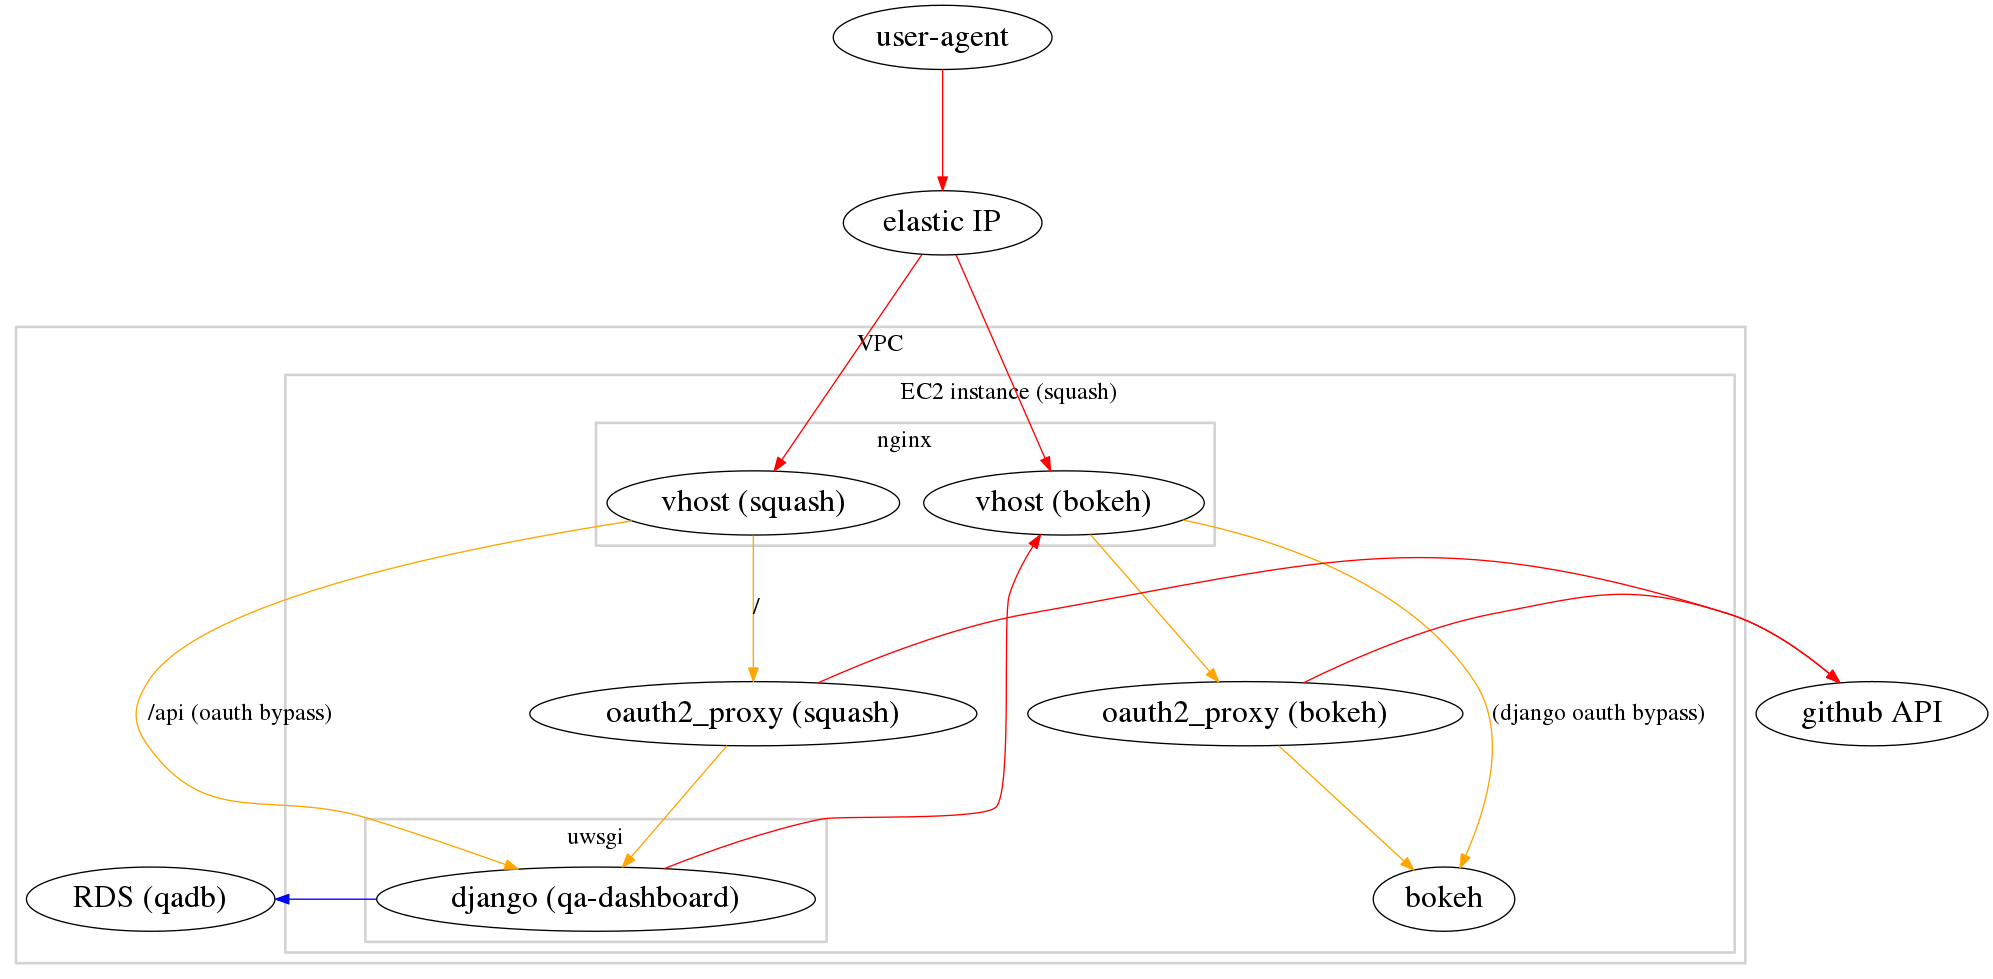 user-agent
elastic IP
VPC
EC2 instance (squash)
nginx
vhost (squash)
vhost (bokeh)
/
/api (oauth bypass)
oauth2_proxy (squash)
oauth2_proxy (bokeh)
(django oauth bypass)
github API
uwsgi
RDS (qadb)
django (qa-dashboard)
bokeh